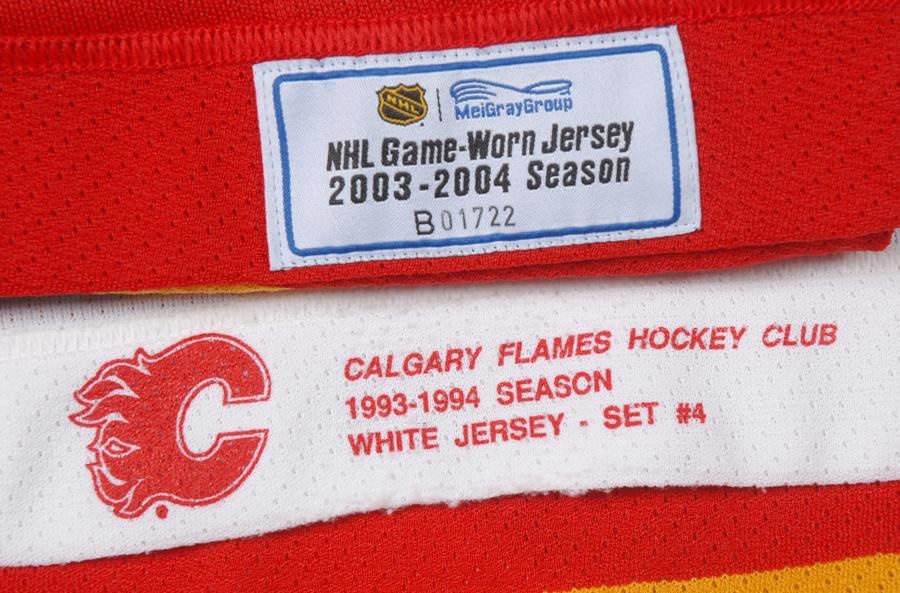 NHL MeiGrayGroup
NHL Game-Worn Jersey
2003-2004 Season
B01722
C CALGARY FLAMES HOCKEY CLUB
1993-1994 SEASON
WHITE JERSEY - SET #4